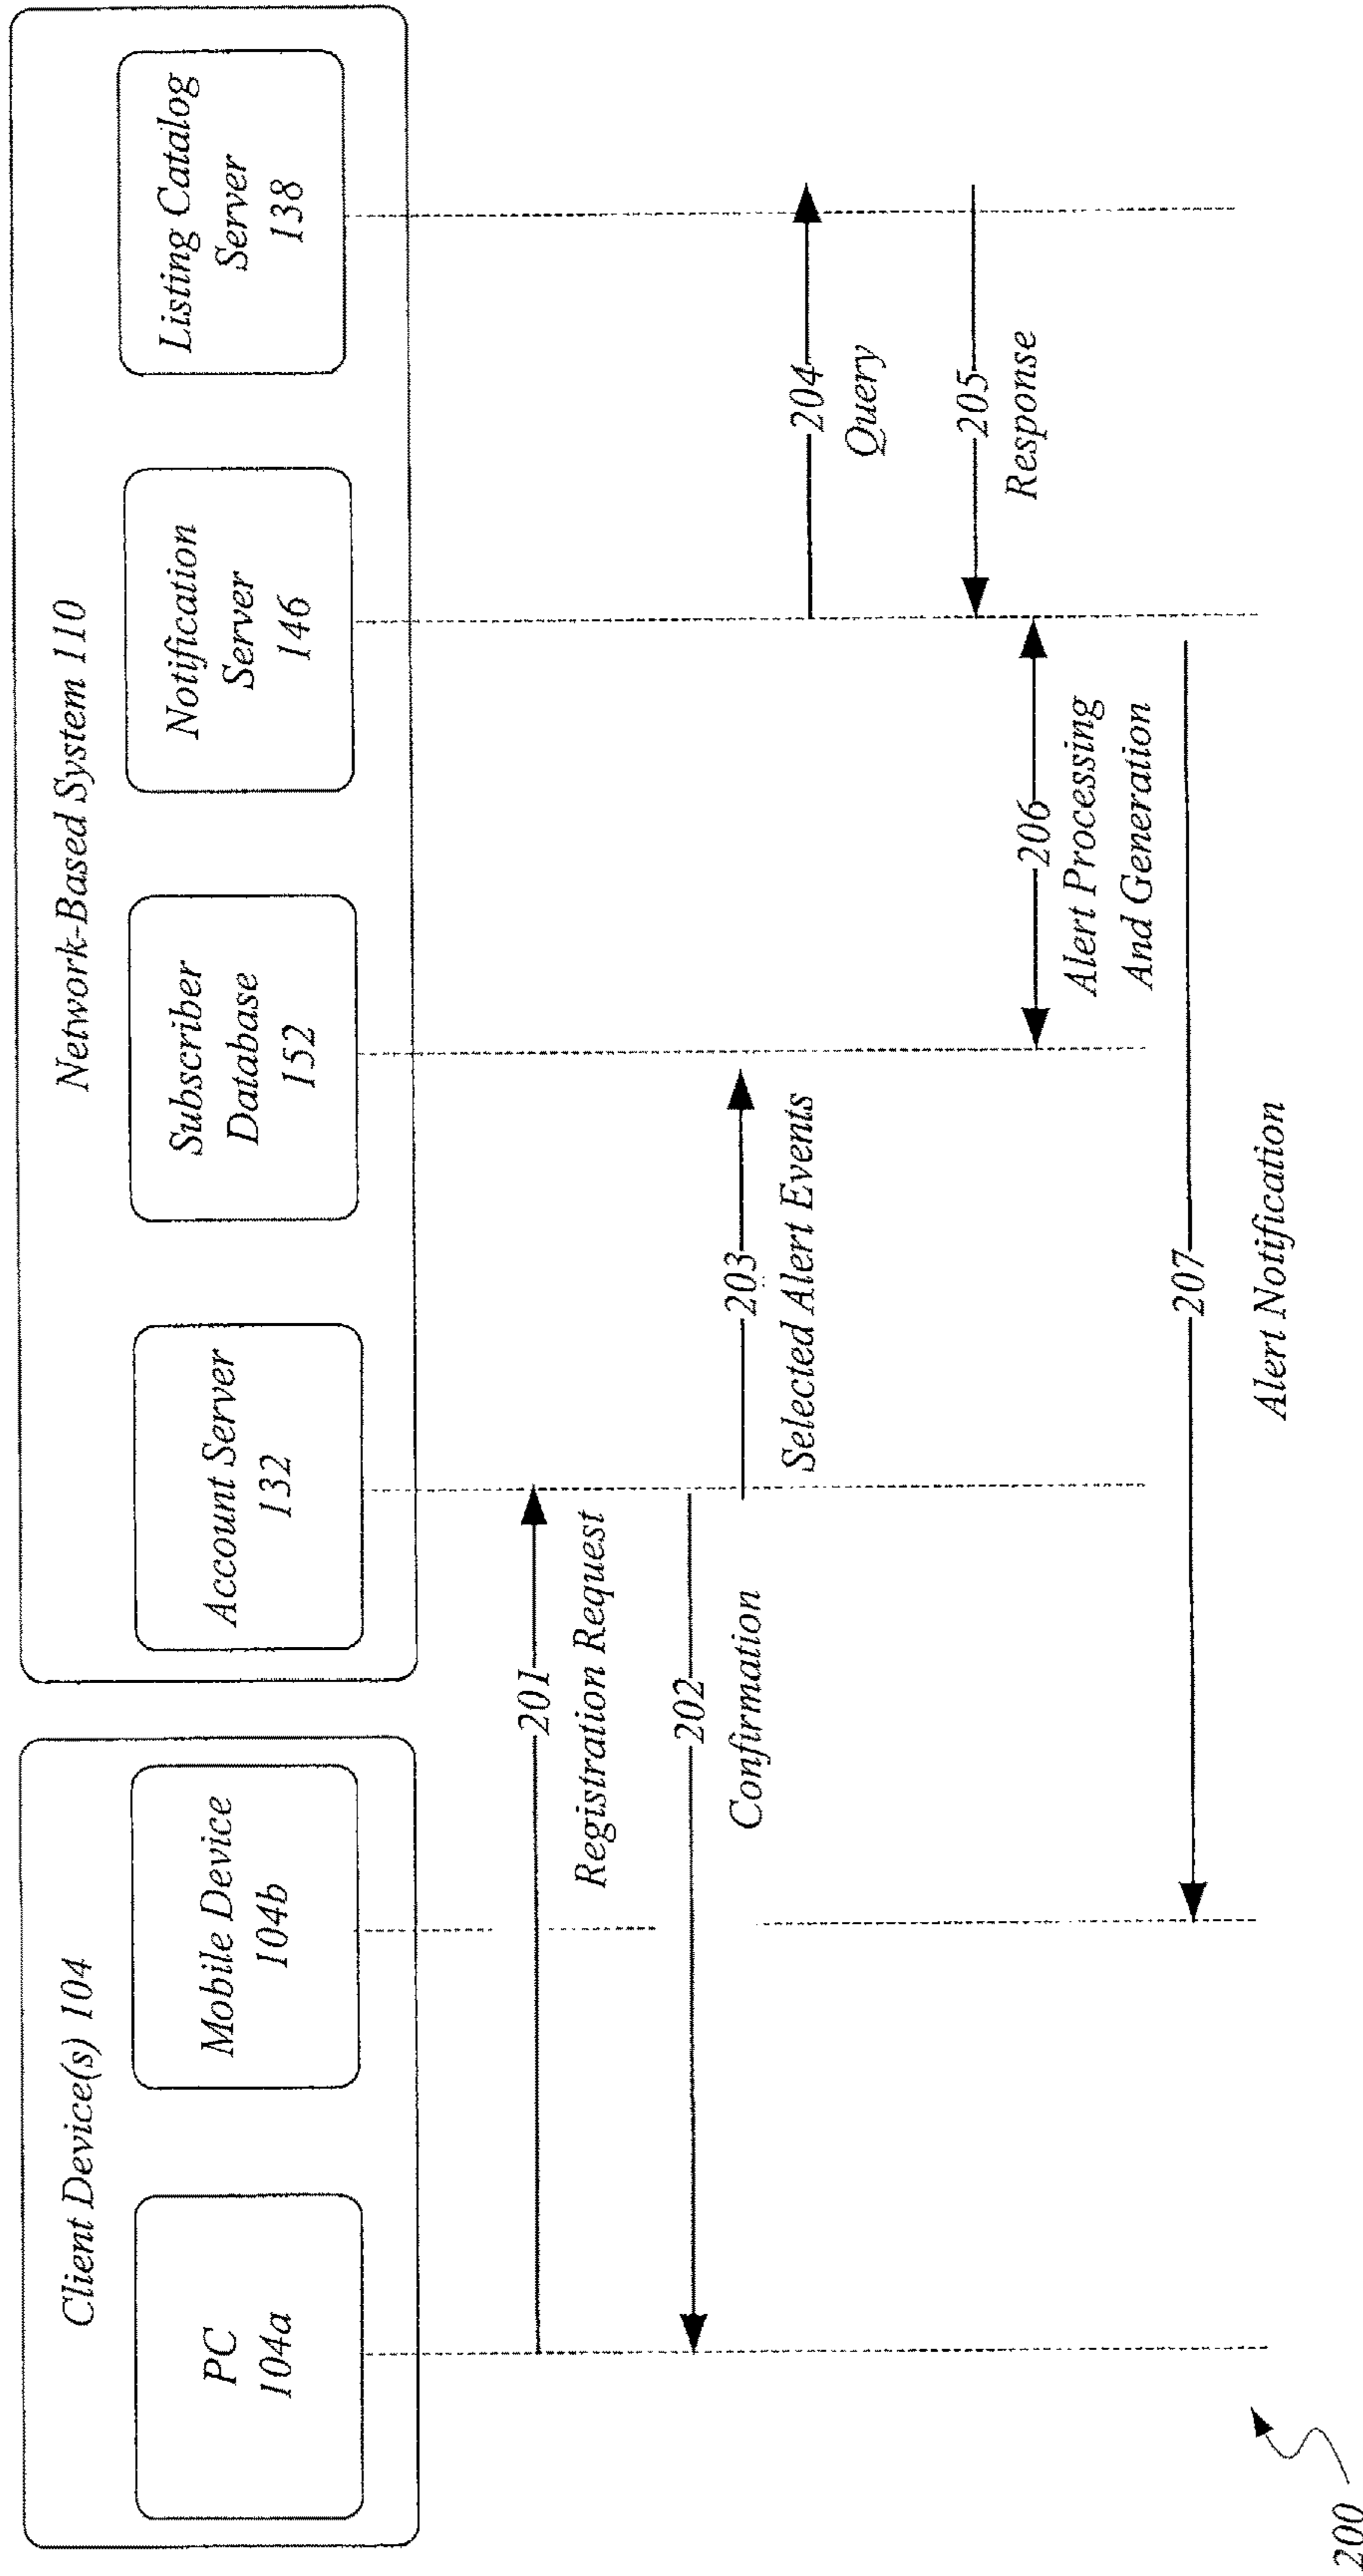 Client Device(s) 104
PC
104a
Mobile Device
104b
Network-Based System 110
Account Server
132
Subscriber
Database
152
Notification
Server
146
Listing Catalog
Server
138
201
Registration Request
202
Confirmation
203
Selected Alert Events
204
Query
205
Response
206
Alert Processing
And Generation
207
Alert Notification
200